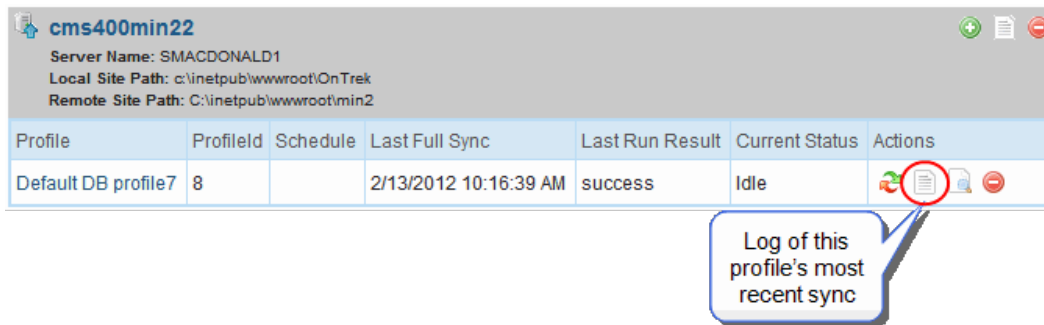 cms400min22
Server Name: SMACDONALD1
Local Site Path: c:\inetpub\wwwroot\OnTrek
Remote Site Path: C:\inetpub\wwwroot\min2
Profile ProfileId Schedule Last Full Sync Last Run Result Current Status Actions
Default DB profile7 8 2/13/2012 10:16:39 AM success Idle
Log of this
profile's most
recent sync